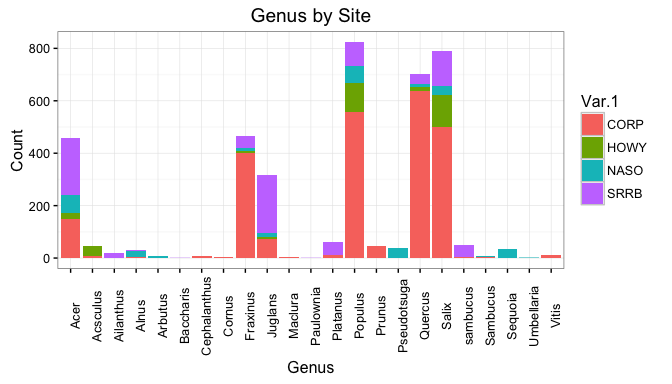 Genus by Site
800
600
400
200
0
Count
Acer
Acsculus
Ailanthus
Alnus
Arbutus
Baccharis
Cephalanthus
Cornus
Fraxinus
Juglans
Maclura
Paulownia
Platanus
Populus
Prunus
Pseudotsuga
Quercus
Salix
sambucus
Sambucus
Sequoia
Umbellaria
Vitis
Genus
Var.1
CORP
HOWY
NASO
SRRB